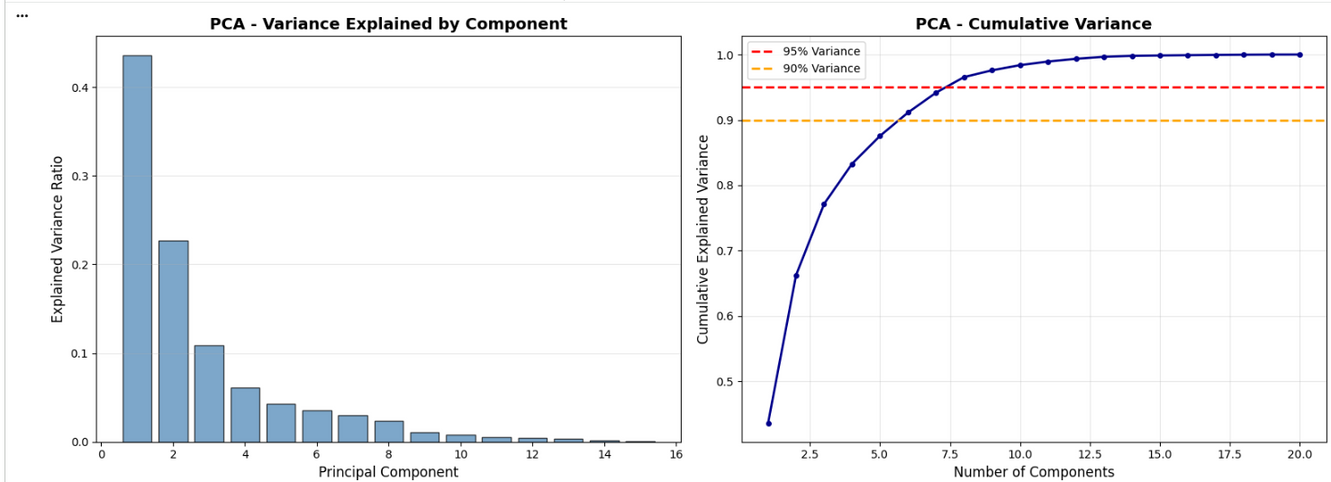 ...
PCA - Variance Explained by Component
0.4
0.3
0.2
0.1
0.0
Explained Variance Ratio
0 2 4 6 8 10 12 14 16
Principal Component
PCA - Cumulative Variance
95% Variance
90% Variance
1.0
0.9
0.8
0.7
0.6
0.5
Cumulative Explained Variance
2.5 5.0 7.5 10.0 12.5 15.0 17.5 20.0
Number of Components